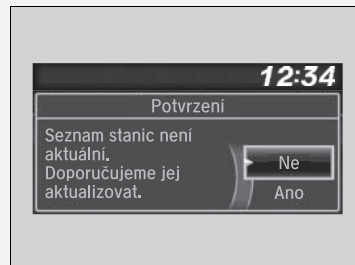 12:34
Potvrzení
Seznam stanic není
aktuální.
Doporučujeme jej
aktualizovat.
Ne
Ano